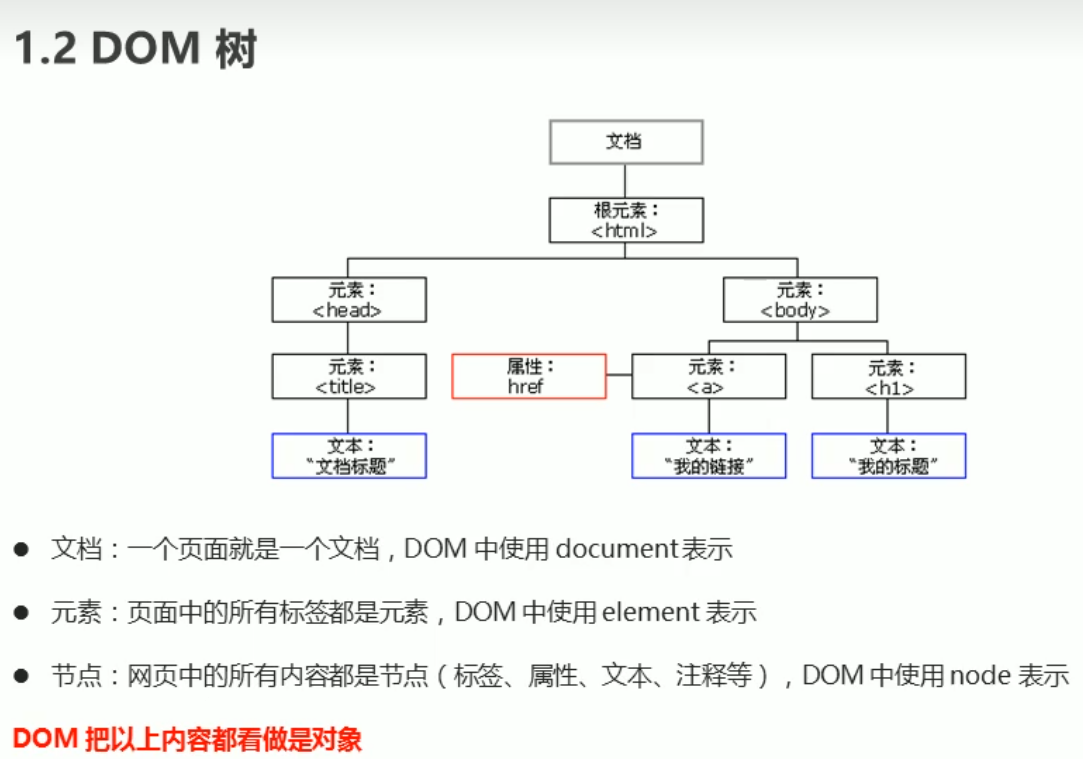 1.2 DOM 树
文档
根元素：
<html>
元素：
<head>
元素：
<body>
元素：
<title>
属性：
href
元素：
<a>
元素：
<h1>
文本：
“文档标题”
文本：
“我的链接”
文本：
“我的标题”
● 文档：一个页面就是一个文档，DOM 中使用 document 表示
● 元素：页面中的所有标签都是元素，DOM 中使用 element 表示
● 节点：网页中的所有内容都是节点（标签、属性、文本、注释等），DOM 中使用 node 表示
DOM 把以上内容都看做是对象